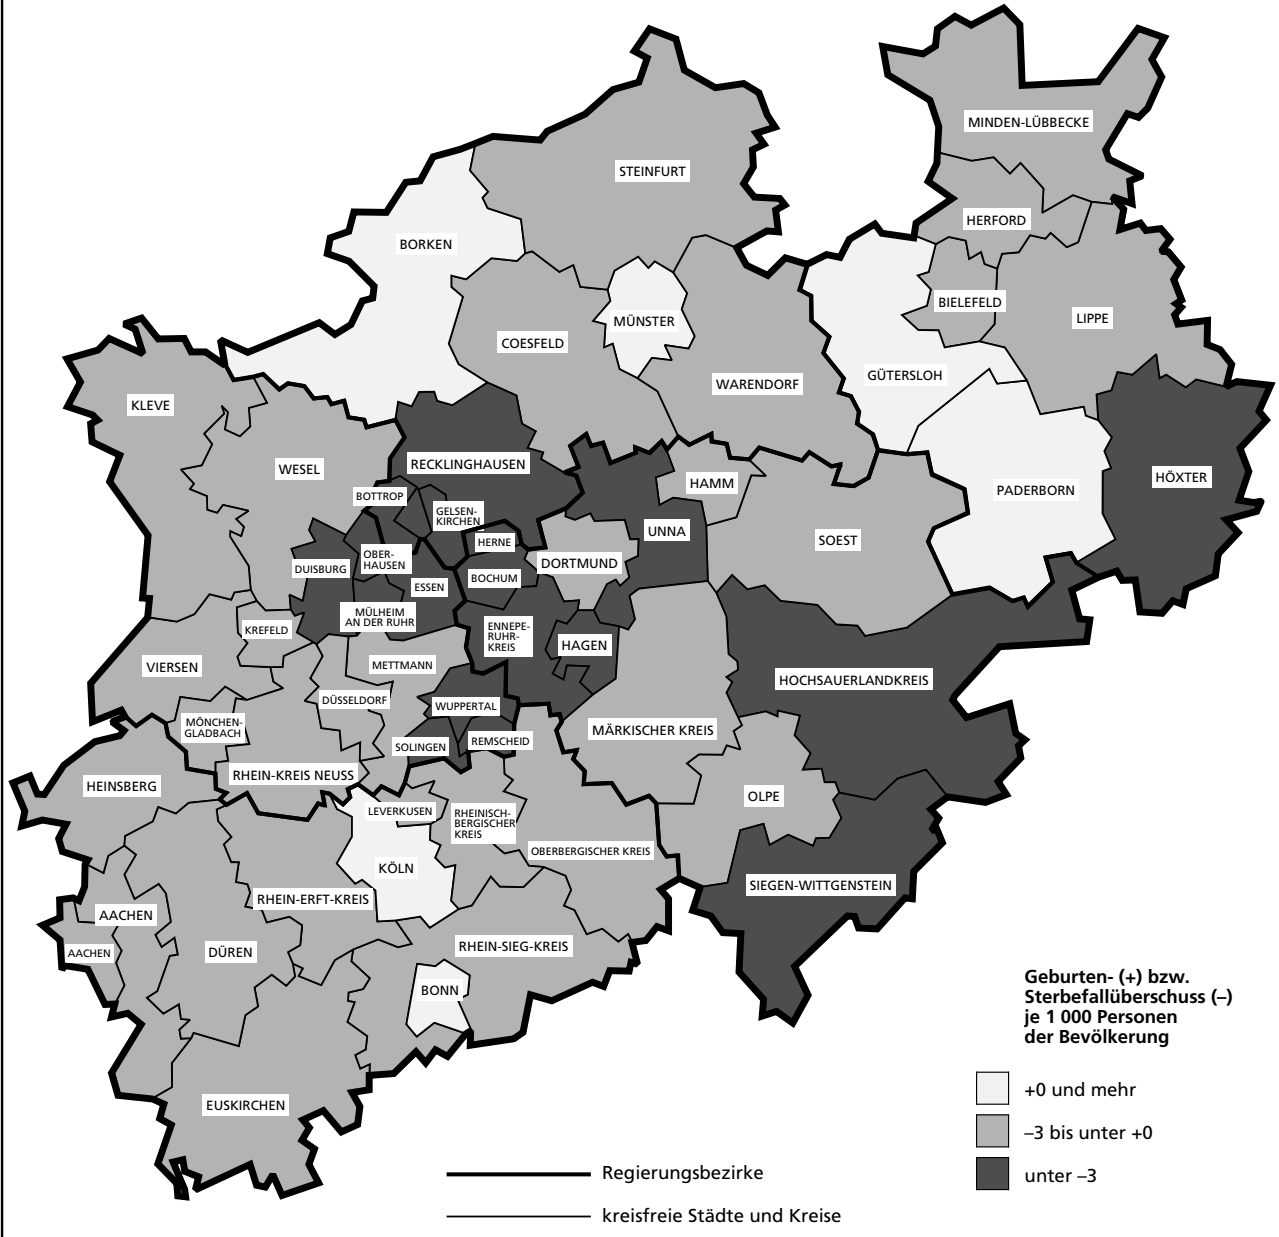 MINDEN-LÜBBECKE
STEINFURT
HERFORD
BORKEN
BIELEFELD
LIPPE
MÜNSTER
COESFELD
GÜTERSLOH
WARENDORF
KLEVE
RECKLINGHAUSEN
WESEL
HÖXTER
HAMM
PADERBORN
BOTTROP
GELSEN-
KIRCHEN
UNNA
SOEST
HERNE
OBER-
HAUSEN
DORTMUND
DUISBURG
BOCHUM
ESSEN
MÜLHEIM
AN DER RUHR
KREFELD
ENNEPE-
RUHR-
KREIS
HAGEN
VIERSEN
METTMANN
HOCHSAUERLANDKREIS
DÜSSELDORF
WUPPERTAL
MÖNCHEN-
GLADBACH
MÄRKISCHER KREIS
SOLINGEN
REMSCHEID
RHEIN-KREIS NEUSS
HEINSBERG
OLPE
LEVERKUSEN
RHEINISCH-
BERGISCHER
KREIS
OBERBERGISCHER KREIS
KÖLN
SIEGEN-WITTGENSTEIN
RHEIN-ERFT-KREIS
AACHEN
RHEIN-SIEG-KREIS
AACHEN
DÜREN
BONN
EUSKIRCHEN
Geburten- (+) bzw.
Sterbefallüberschuss (–)
je 1 000 Personen
der Bevölkerung
+0 und mehr
–3 bis unter +0
unter –3
Regierungsbezirke
kreisfreie Städte und Kreise